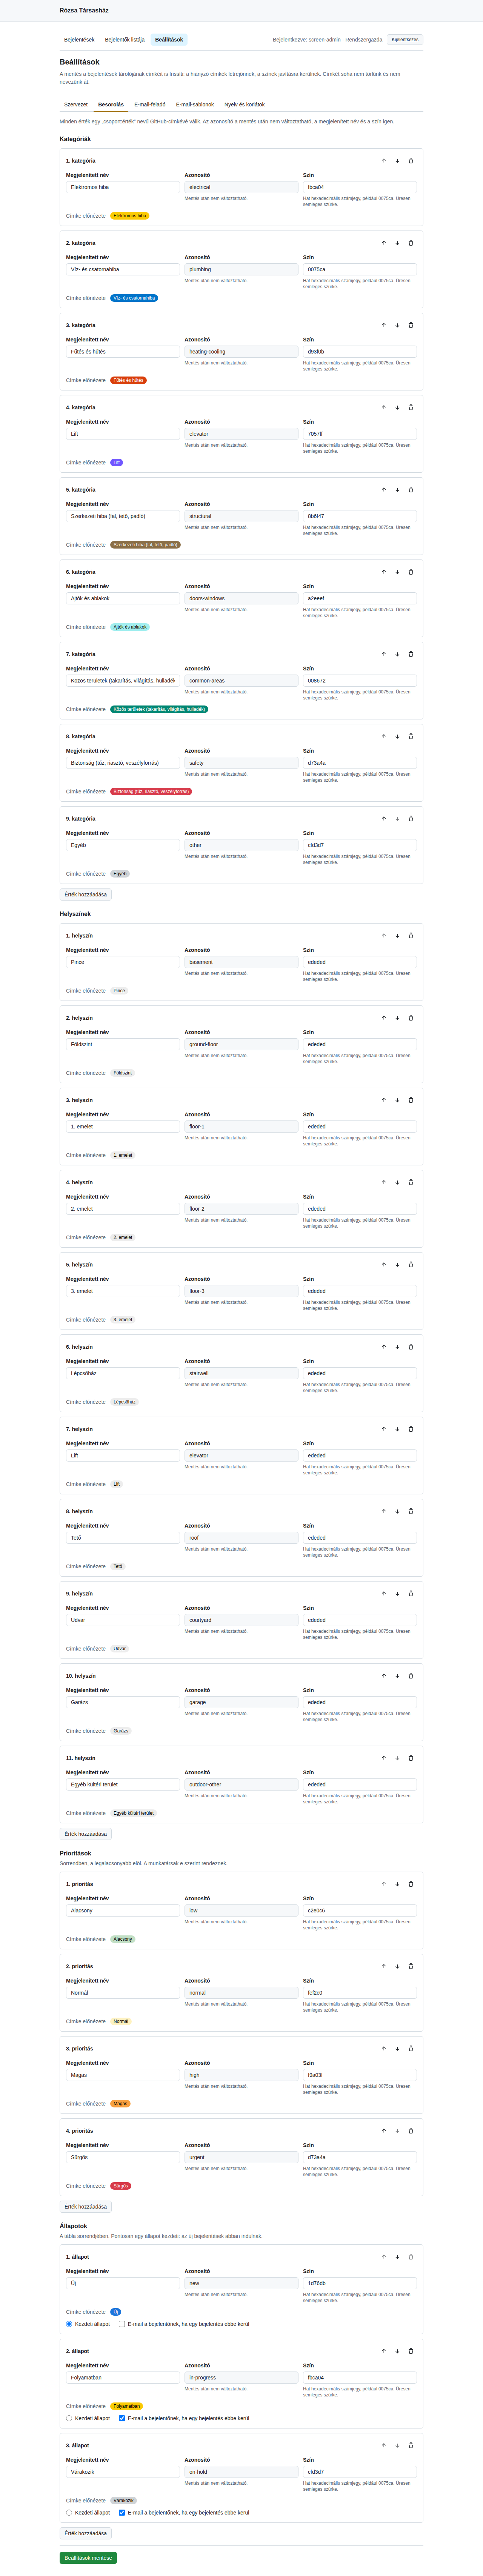 Rózsa Társasház
Bejelentések Bejelentők listája Beállítások Bejelentkezve: screen-admin · Rendszergazda Kijelentkezés
Beállítások
A mentés a bejelentések tárolójának címkéit is frissíti: a hiányzó címkék létrejönnek, a színek javításra kerülnek. Címkét soha nem törlünk és nem
nevezünk át.
Szervezet Besorolás E-mail-feladó E-mail-sablonok Nyelv és korlátok
Minden érték egy „csoport:érték” nevű GitHub-címkévé válik. Az azonosító a mentés után nem változtatható, a megjelenített név és a szín igen.
Kategóriák
1. kategória
Megjelenített név Azonosító Szín
Elektromos hiba electrical fbca04
Mentés után nem változtatható. Hat hexadecimális számjegy, például 0075ca. Üresen
semleges szürke.
Címke előnézete Elektromos hiba
2. kategória
Megjelenített név Azonosító Szín
Víz- és csatornahiba plumbing 0075ca
Mentés után nem változtatható. Hat hexadecimális számjegy, például 0075ca. Üresen
semleges szürke.
Címke előnézete Víz- és csatornahiba
3. kategória
Megjelenített név Azonosító Szín
Fűtés és hűtés heating-cooling d93f0b
Mentés után nem változtatható. Hat hexadecimális számjegy, például 0075ca. Üresen
semleges szürke.
Címke előnézete Fűtés és hűtés
4. kategória
Megjelenített név Azonosító Szín
Lift elevator 7057ff
Mentés után nem változtatható. Hat hexadecimális számjegy, például 0075ca. Üresen
semleges szürke.
Címke előnézete Lift
5. kategória
Megjelenített név Azonosító Szín
Szerkezeti hiba (fal, tető, padló) structural 8b6f47
Mentés után nem változtatható. Hat hexadecimális számjegy, például 0075ca. Üresen
semleges szürke.
Címke előnézete Szerkezeti hiba (fal, tető, padló)
6. kategória
Megjelenített név Azonosító Szín
Ajtók és ablakok doors-windows a2eeef
Mentés után nem változtatható. Hat hexadecimális számjegy, például 0075ca. Üresen
semleges szürke.
Címke előnézete Ajtók és ablakok
7. kategória
Megjelenített név Azonosító Szín
Közös területek (takarítás, világítás, hulladék common-areas 008672
Mentés után nem változtatható. Hat hexadecimális számjegy, például 0075ca. Üresen
semleges szürke.
Címke előnézete Közös területek (takarítás, világítás, hulladék)
8. kategória
Megjelenített név Azonosító Szín
Biztonság (tűz, riasztó, veszélyforrás) safety d73a4a
Mentés után nem változtatható. Hat hexadecimális számjegy, például 0075ca. Üresen
semleges szürke.
Címke előnézete Biztonság (tűz, riasztó, veszélyforrás)
9. kategória
Megjelenített név Azonosító Szín
Egyéb other cfd3d7
Mentés után nem változtatható. Hat hexadecimális számjegy, például 0075ca. Üresen
semleges szürke.
Címke előnézete Egyéb
Érték hozzáadása
Helyszínek
1. helyszín
Megjelenített név Azonosító Szín
Pince basement ededed
Mentés után nem változtatható. Hat hexadecimális számjegy, például 0075ca. Üresen
semleges szürke.
Címke előnézete Pince
2. helyszín
Megjelenített név Azonosító Szín
Földszint ground-floor ededed
Mentés után nem változtatható. Hat hexadecimális számjegy, például 0075ca. Üresen
semleges szürke.
Címke előnézete Földszint
3. helyszín
Megjelenített név Azonosító Szín
1. emelet floor-1 ededed
Mentés után nem változtatható. Hat hexadecimális számjegy, például 0075ca. Üresen
semleges szürke.
Címke előnézete 1. emelet
4. helyszín
Megjelenített név Azonosító Szín
2. emelet floor-2 ededed
Mentés után nem változtatható. Hat hexadecimális számjegy, például 0075ca. Üresen
semleges szürke.
Címke előnézete 2. emelet
5. helyszín
Megjelenített név Azonosító Szín
3. emelet floor-3 ededed
Mentés után nem változtatható. Hat hexadecimális számjegy, például 0075ca. Üresen
semleges szürke.
Címke előnézete 3. emelet
6. helyszín
Megjelenített név Azonosító Szín
Lépcsőház stairwell ededed
Mentés után nem változtatható. Hat hexadecimális számjegy, például 0075ca. Üresen
semleges szürke.
Címke előnézete Lépcsőház
7. helyszín
Megjelenített név Azonosító Szín
Lift elevator ededed
Mentés után nem változtatható. Hat hexadecimális számjegy, például 0075ca. Üresen
semleges szürke.
Címke előnézete Lift
8. helyszín
Megjelenített név Azonosító Szín
Tető roof ededed
Mentés után nem változtatható. Hat hexadecimális számjegy, például 0075ca. Üresen
semleges szürke.
Címke előnézete Tető
9. helyszín
Megjelenített név Azonosító Szín
Udvar courtyard ededed
Mentés után nem változtatható. Hat hexadecimális számjegy, például 0075ca. Üresen
semleges szürke.
Címke előnézete Udvar
10. helyszín
Megjelenített név Azonosító Szín
Garázs garage ededed
Mentés után nem változtatható. Hat hexadecimális számjegy, például 0075ca. Üresen
semleges szürke.
Címke előnézete Garázs
11. helyszín
Megjelenített név Azonosító Szín
Egyéb kültéri terület outdoor-other ededed
Mentés után nem változtatható. Hat hexadecimális számjegy, például 0075ca. Üresen
semleges szürke.
Címke előnézete Egyéb kültéri terület
Érték hozzáadása
Prioritások
Sorrendben, a legalacsonyabb elöl. A munkatársak e szerint rendeznek.
1. prioritás
Megjelenített név Azonosító Szín
Alacsony low c2e0c6
Mentés után nem változtatható. Hat hexadecimális számjegy, például 0075ca. Üresen
semleges szürke.
Címke előnézete Alacsony
2. prioritás
Megjelenített név Azonosító Szín
Normál normal fef2c0
Mentés után nem változtatható. Hat hexadecimális számjegy, például 0075ca. Üresen
semleges szürke.
Címke előnézete Normál
3. prioritás
Megjelenített név Azonosító Szín
Magas high f9a03f
Mentés után nem változtatható. Hat hexadecimális számjegy, például 0075ca. Üresen
semleges szürke.
Címke előnézete Magas
4. prioritás
Megjelenített név Azonosító Szín
Sürgős urgent d73a4a
Mentés után nem változtatható. Hat hexadecimális számjegy, például 0075ca. Üresen
semleges szürke.
Címke előnézete Sürgős
Érték hozzáadása
Állapotok
A tábla sorrendjében. Pontosan egy állapot kezdeti: az új bejelentések abban indulnak.
1. állapot
Megjelenített név Azonosító Szín
Új new 1d76db
Mentés után nem változtatható. Hat hexadecimális számjegy, például 0075ca. Üresen
semleges szürke.
Címke előnézete Új
Kezdeti állapot E-mail a bejelentőnek, ha egy bejelentés ebbe kerül
2. állapot
Megjelenített név Azonosító Szín
Folyamatban in-progress fbca04
Mentés után nem változtatható. Hat hexadecimális számjegy, például 0075ca. Üresen
semleges szürke.
Címke előnézete Folyamatban
Kezdeti állapot E-mail a bejelentőnek, ha egy bejelentés ebbe kerül
3. állapot
Megjelenített név Azonosító Szín
Várakozik on-hold cfd3d7
Mentés után nem változtatható. Hat hexadecimális számjegy, például 0075ca. Üresen
semleges szürke.
Címke előnézete Várakozik
Kezdeti állapot E-mail a bejelentőnek, ha egy bejelentés ebbe kerül
Érték hozzáadása
Beállítások mentése